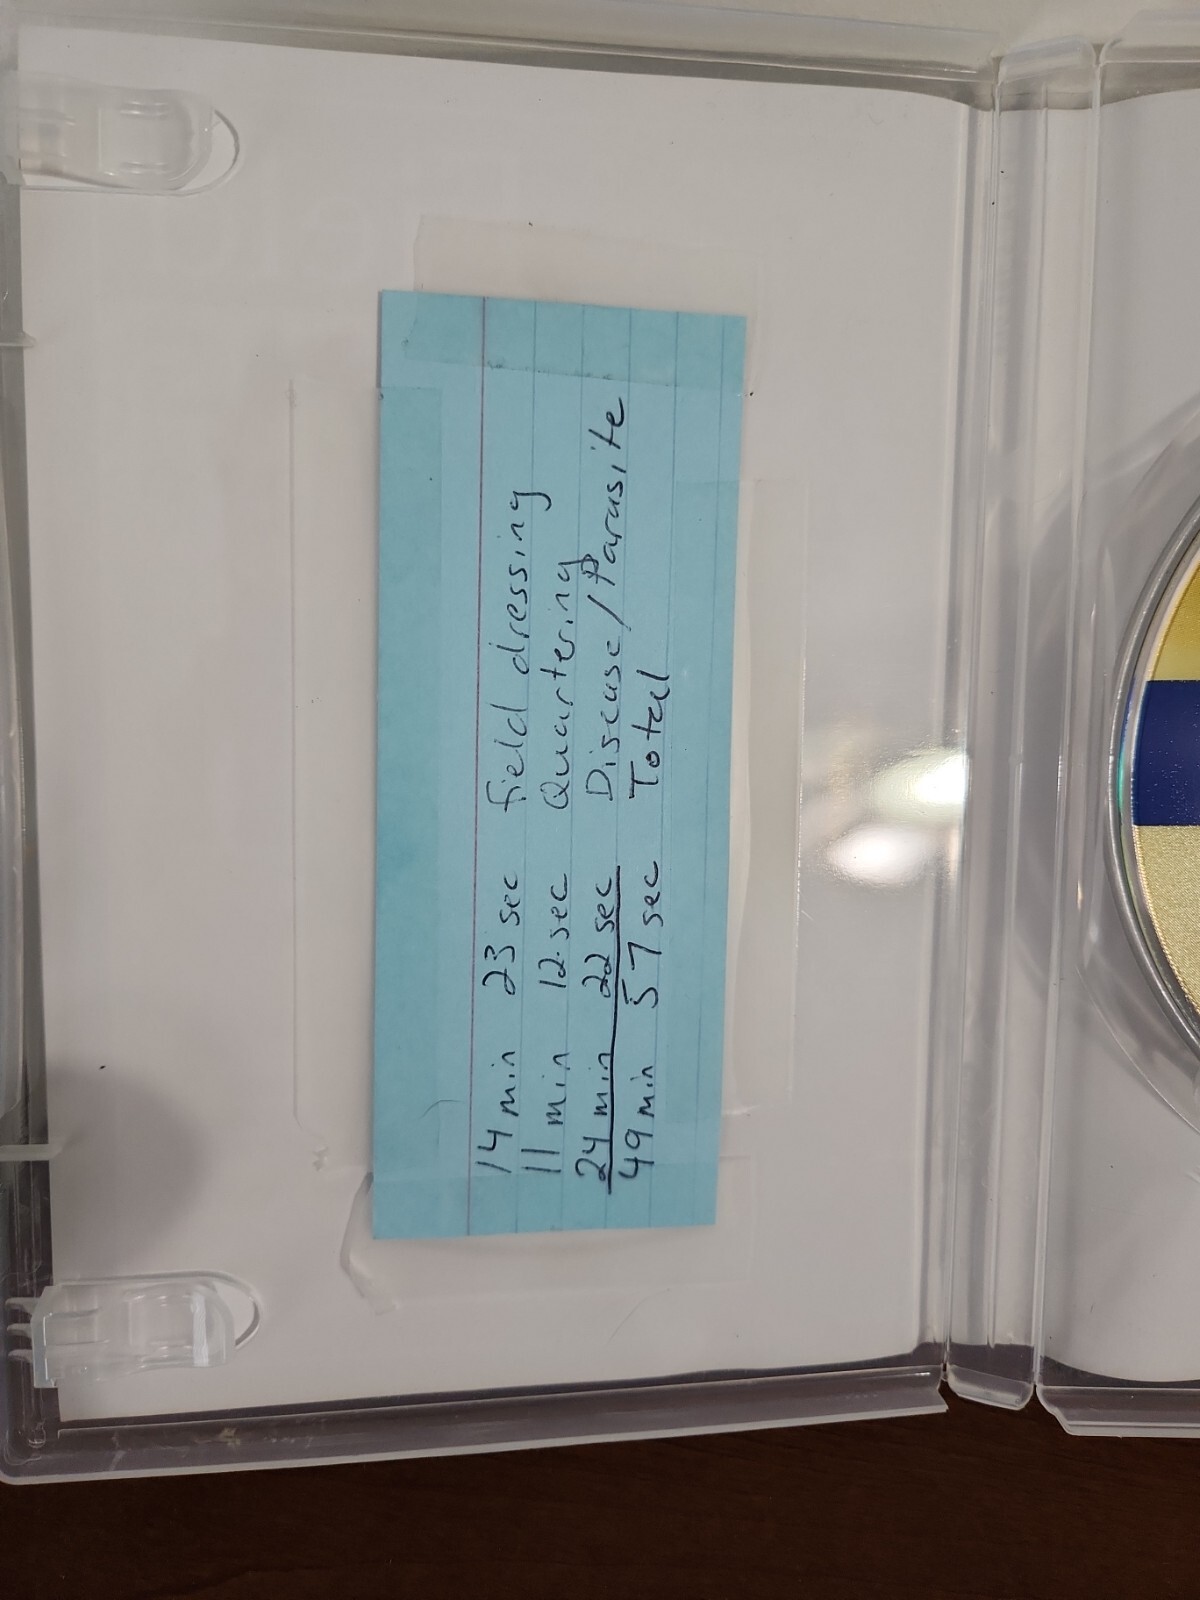 14 min 23 sec field dressing
11 min 12 sec Quartering
24 min 22 sec Disease/Parasite
49 min 57 sec Total